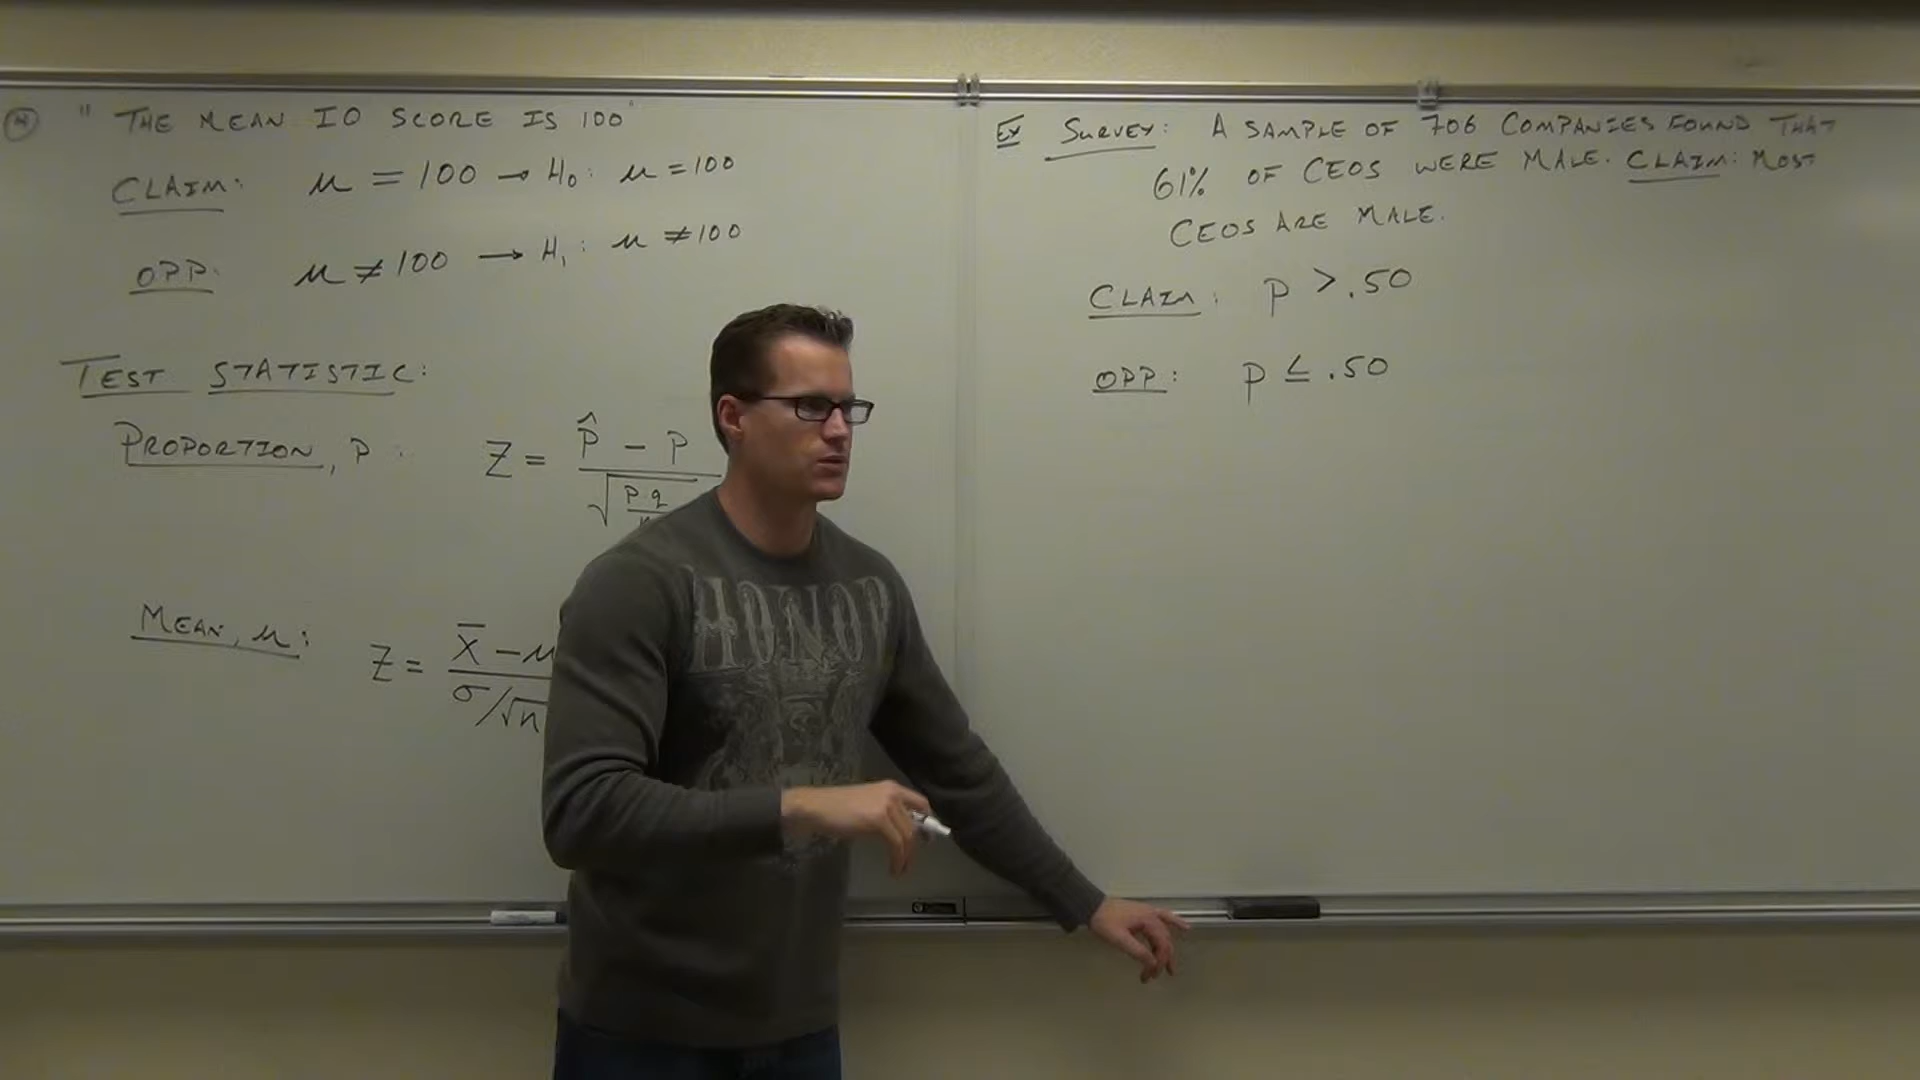 ④ "THE MEAN IQ SCORE IS 100"
CLAIM: μ = 100 → H₀: μ = 100
OPP: μ ≠ 100 → H₁: μ ≠ 100
TEST STATISTIC:
PROPORTION, P: Z = p̂ - p
√ p q
MEAN, μ: Z = x̄ - μ
σ/√n
EX SURVEY: A SAMPLE OF 706 COMPANIES FOUND THAT
61% OF CEOS WERE MALE. CLAIM: MOST
CEOS ARE MALE.
CLAIM: P > .50
OPP: P ≤ .50
HONOR